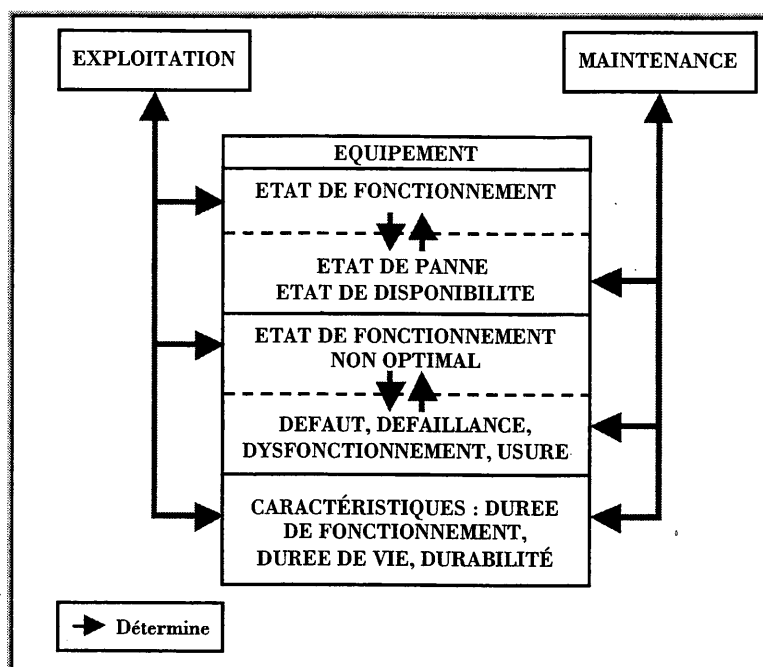 EXPLOITATION
MAINTENANCE
EQUIPEMENT
ETAT DE FONCTIONNEMENT
ETAT DE PANNE
ETAT DE DISPONIBILITE
ETAT DE FONCTIONNEMENT
NON OPTIMAL
DEFAUT, DEFAILLANCE,
DYSFONCTIONNEMENT, USURE
CARACTÉRISTIQUES : DUREE
DE FONCTIONNEMENT,
DUREE DE VIE, DURABILITÉ
Détermine